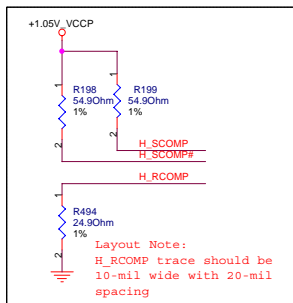 +1.05V_VCCP
1
1
R198
54.9Ohm
1%
R199
54.9Ohm
1%
2
2
H_SCOMP
H_SCOMP#
H_RCOMP
1
R494
24.9Ohm
1%
2
Layout Note:
H_RCOMP trace should be
10-mil wide with 20-mil
spacing